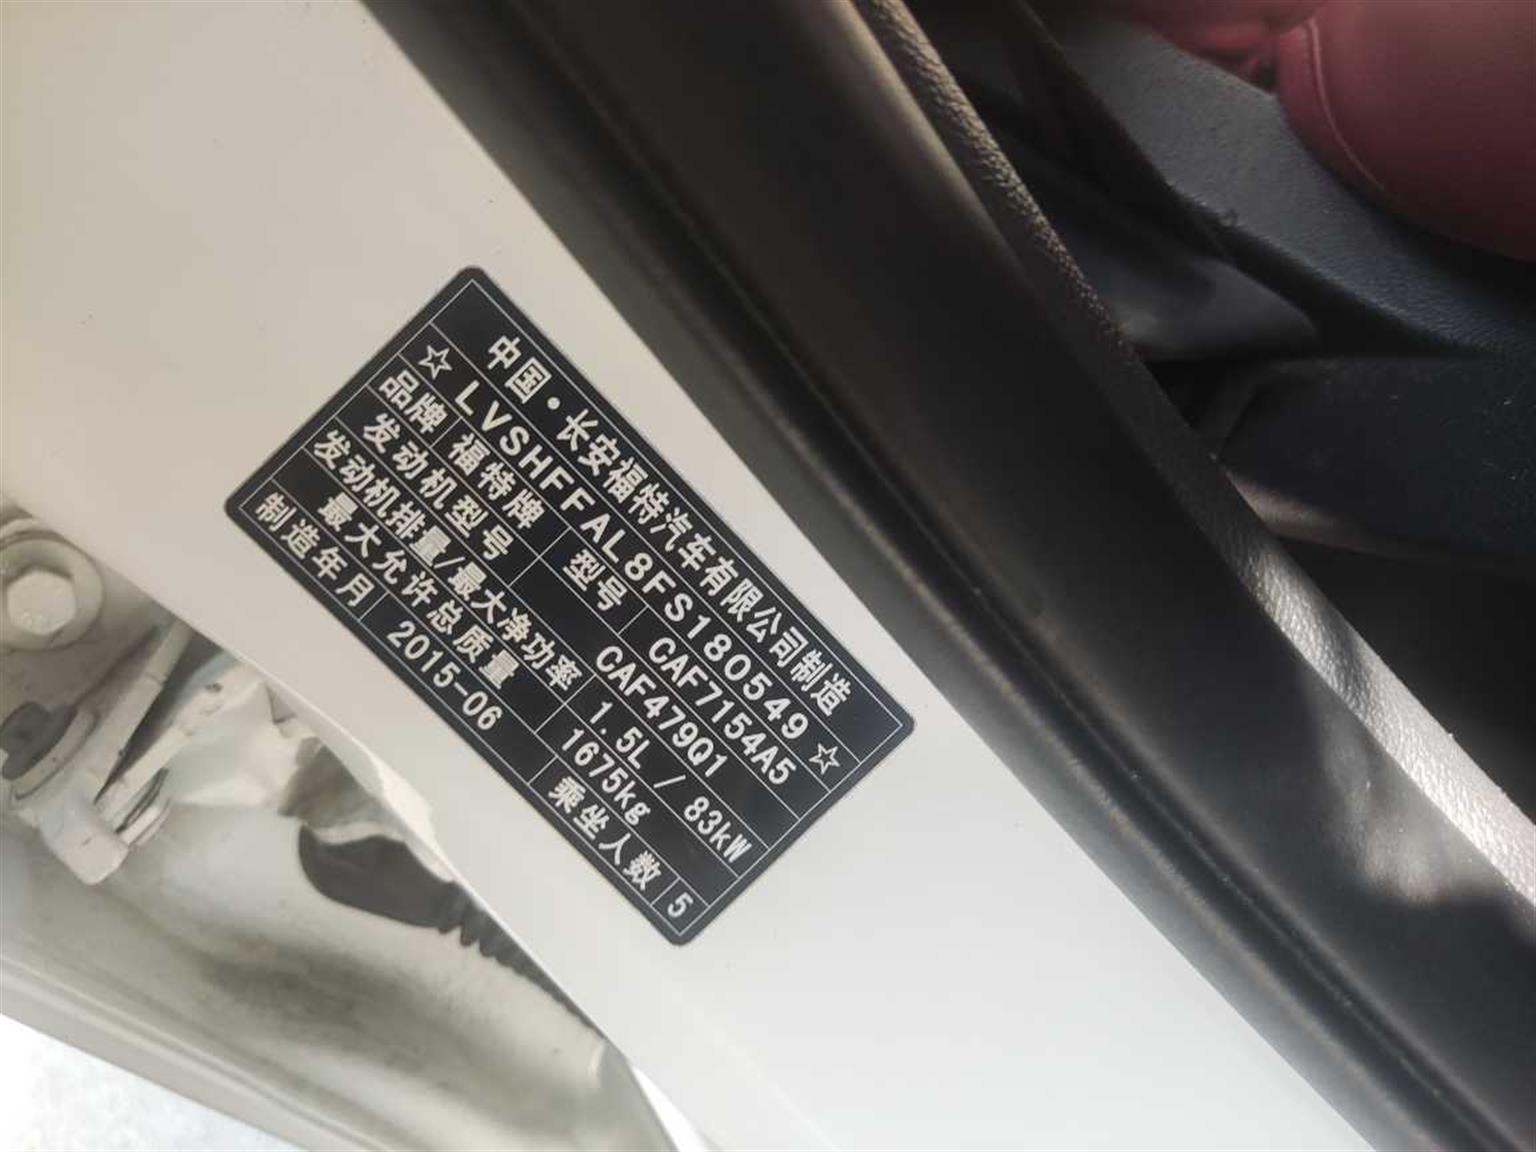 中国·长安福特汽车有限公司制造
☆LVSHFFAL8FS180549☆
品牌 福特牌 型号 CAF7154A5
发动机型号 CAF479Q1
发动机排量/最大净功率 1.5L / 83kW
最大允许总质量 1675kg
制造年月 2015-06 乘坐人数 5